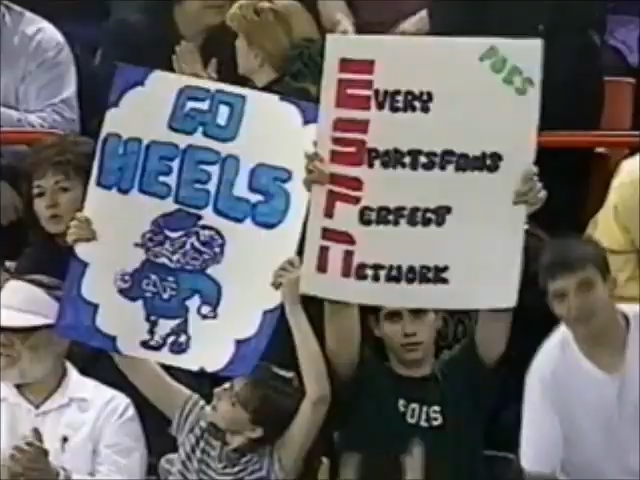 GO
HEELS
POES
EVERY
SPORTSFANS
PERFECT
NETWORK
POES